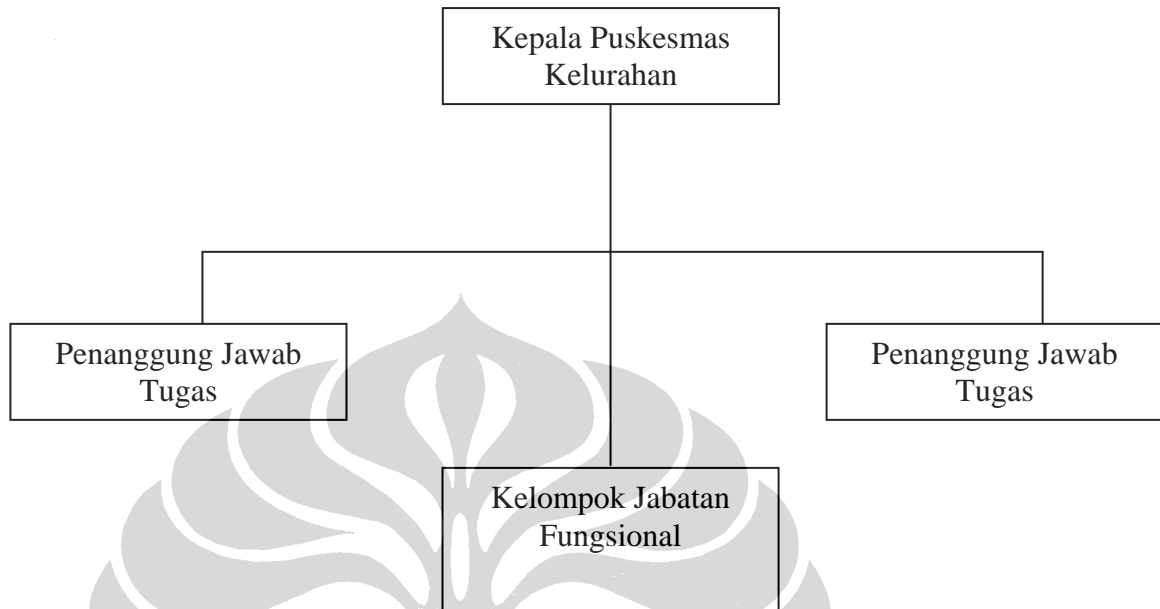 Kepala Puskesmas
Kelurahan
Penanggung Jawab
Tugas
Penanggung Jawab
Tugas
Kelompok Jabatan
Fungsional